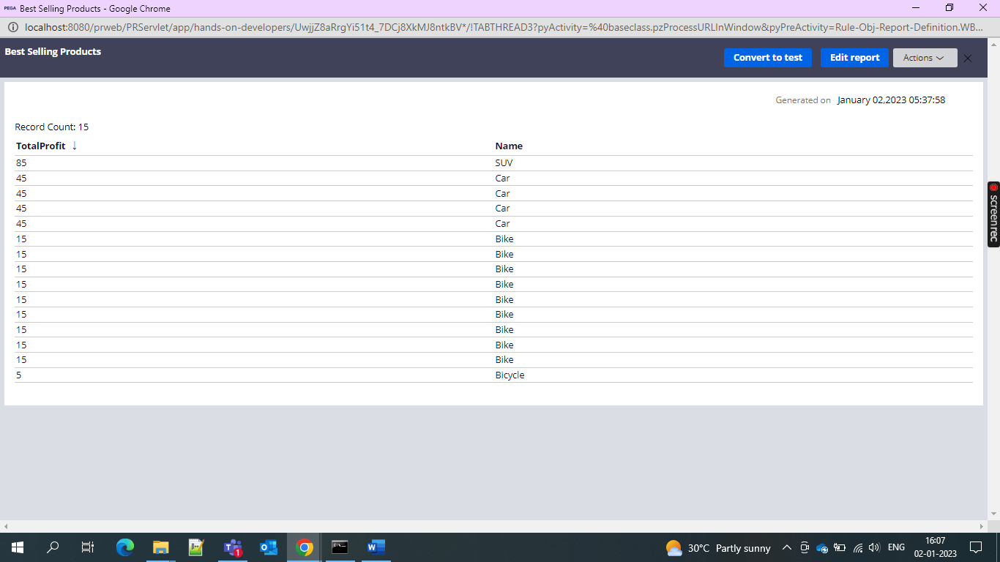 PEGA Best Selling Products - Google Chrome
localhost:8080/prweb/PRServlet/app/hands-on-developers/UwjjZ8aRrgYi51t4_7DCj8XkMJ8ntkBV*/!TABTHREAD3?pyActivity=%40baseclass.pzProcessURLInWindow&pyPreActivity=Rule-Obj-Report-Definition.WB...
Best Selling Products
Convert to test Edit report Actions
Generated on January 02,2023 05:37:58
Record Count: 15
TotalProfit ↓ Name
85 SUV
45 Car
45 Car
45 Car
45 Car
15 Bike
15 Bike
15 Bike
15 Bike
15 Bike
15 Bike
15 Bike
15 Bike
15 Bike
5 Bicycle
screenrec
1
30°C Partly sunny ENG 16:07
02-01-2023